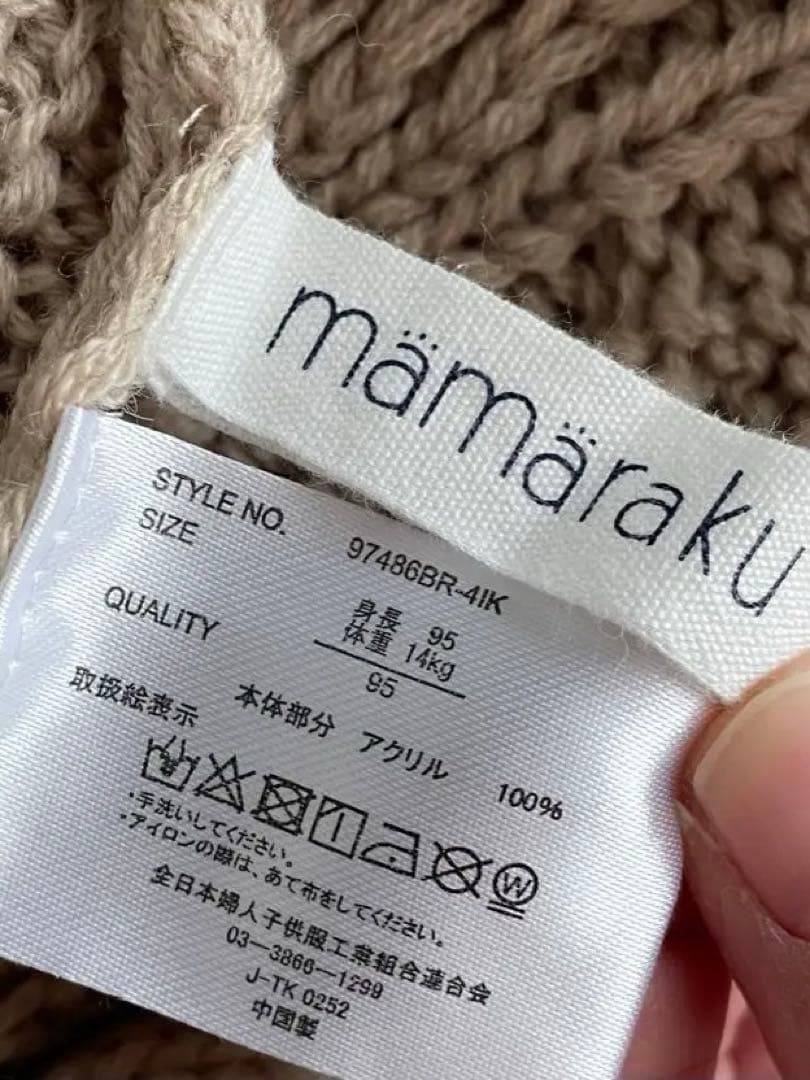 mämäraku
STYLE NO. 97486BR-4IK
SIZE 身長 95
体重 14kg
95
QUALITY 本体部分 アクリル 100%
取扱絵表示
W
・手洗いしてください。
・アイロンの際は、あて布をしてください。
全日本婦人子供服工業組合連合会
03-3866-1299
J-TK 0252
中国製